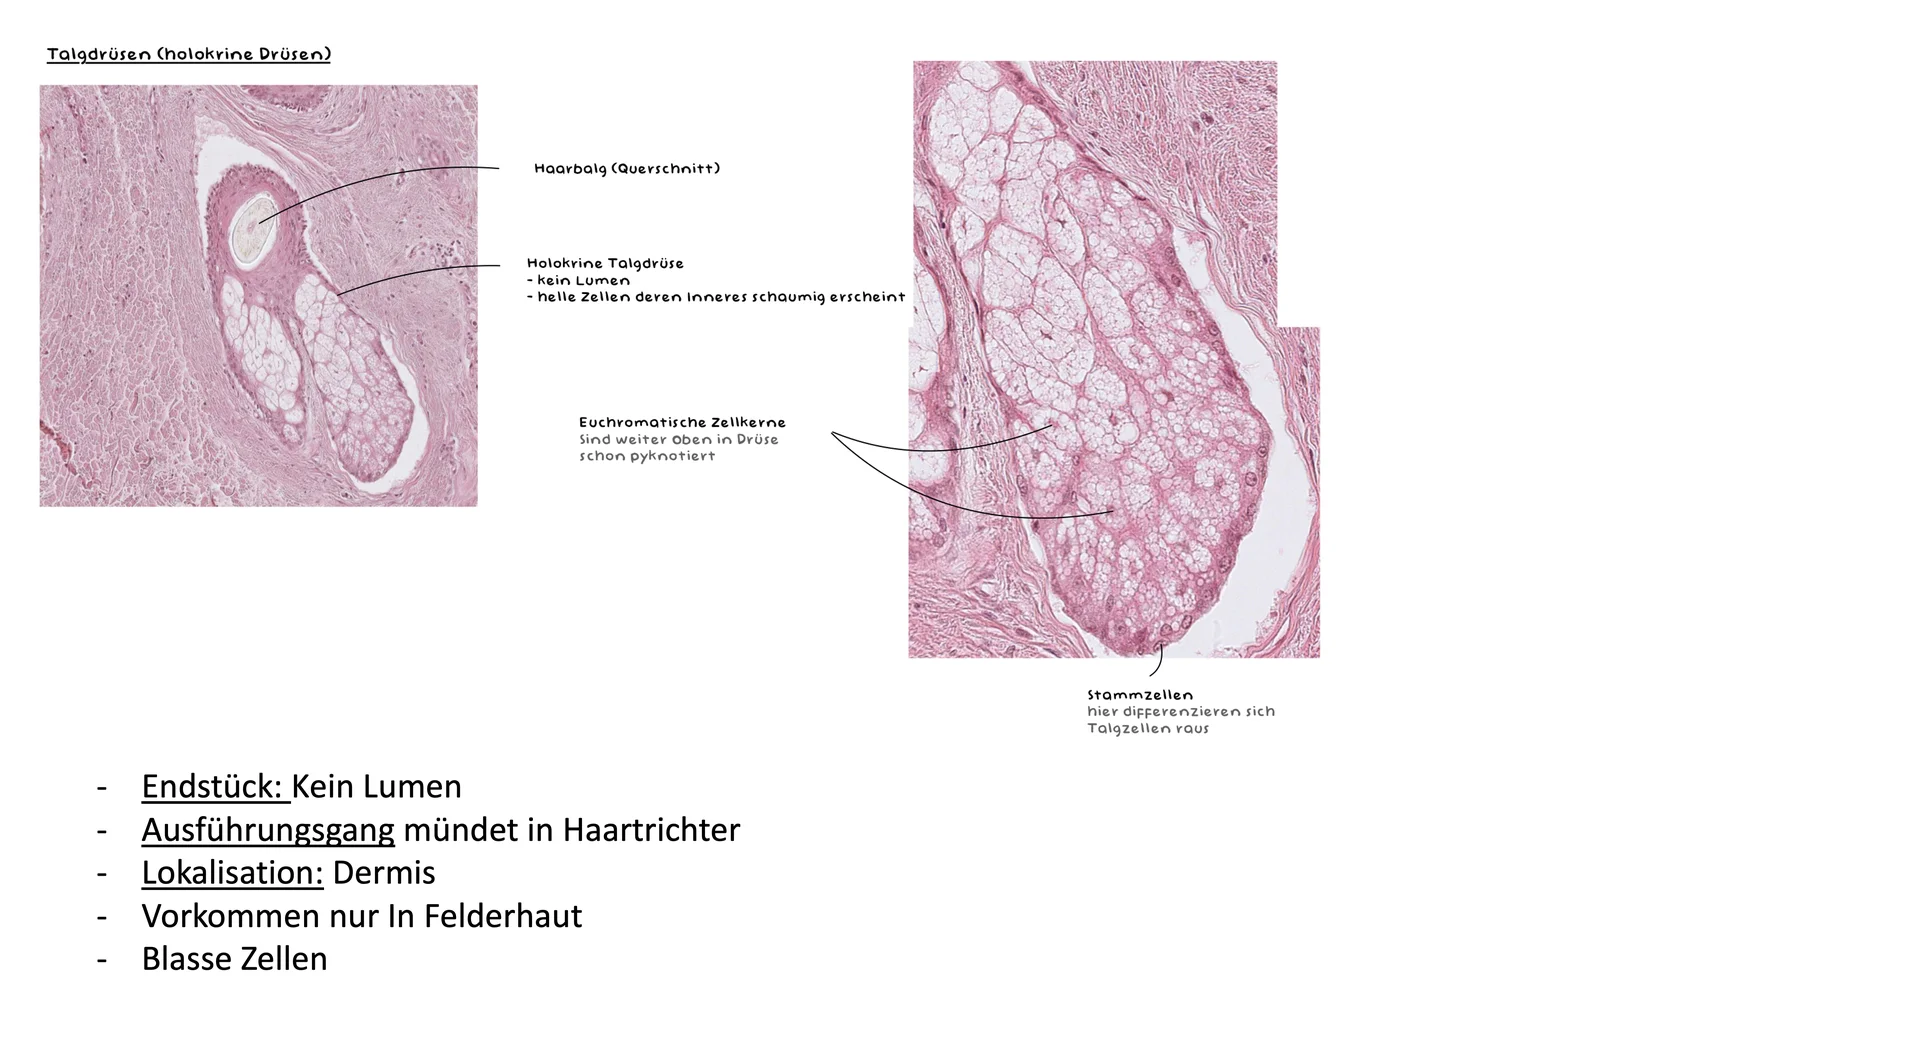 Talgdrüsen (holokrine Drüsen)
Haarbalg (Querschnitt)
Holokrine Talgdrüse
- kein Lumen
- helle Zellen deren Inneres schaumig erscheint
Euchromatische Zellkerne
Sind weiter oben in Drüse
schon pyknotiert
Stammzellen
hier differenzieren sich
Talgzellen raus
- Endstück: Kein Lumen
- Ausführungsgang mündet in Haartrichter
- Lokalisation: Dermis
- Vorkommen nur In Felderhaut
- Blasse Zellen